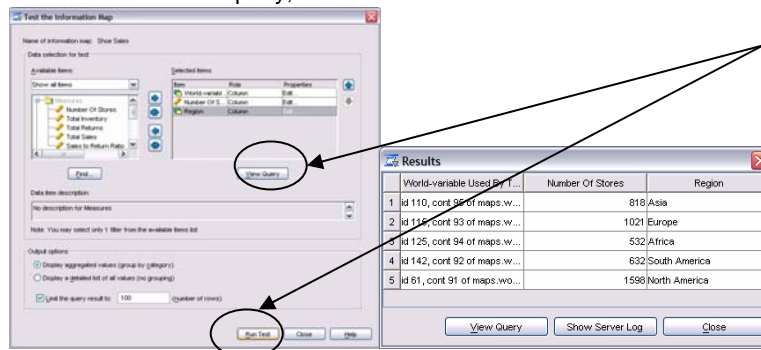 Test the Information Map
Name of information map: Shoe Sales
Data selection for test
Available items:
Selected items:
Show all items
Measures
Number Of Stores
Total Inventory
Total Returns
Total Sales
Sales to Return Ratio
Item Role Properties
World-variabl... Column Edit...
Number Of S... Column Edit...
Region Column
Find...
View Query
Data item description
No description for Measures
Note: You may select only 1 filter from the available items list
Output options
Display aggregated values (group by category)
Display a detailed list of all values (no grouping)
Limit the query result to: 100 (number of rows)
Run Test Close Help
Results
World-variable Used By T... Number Of Stores Region
1 id 110, cont 95 of maps.w... 818 Asia
2 id 115, cont 93 of maps.w... 1021 Europe
3 id 125, cont 94 of maps.w... 532 Africa
4 id 142, cont 92 of maps.w... 632 South America
5 id 61, cont 91 of maps.wo... 1598 North America
View Query Show Server Log Close